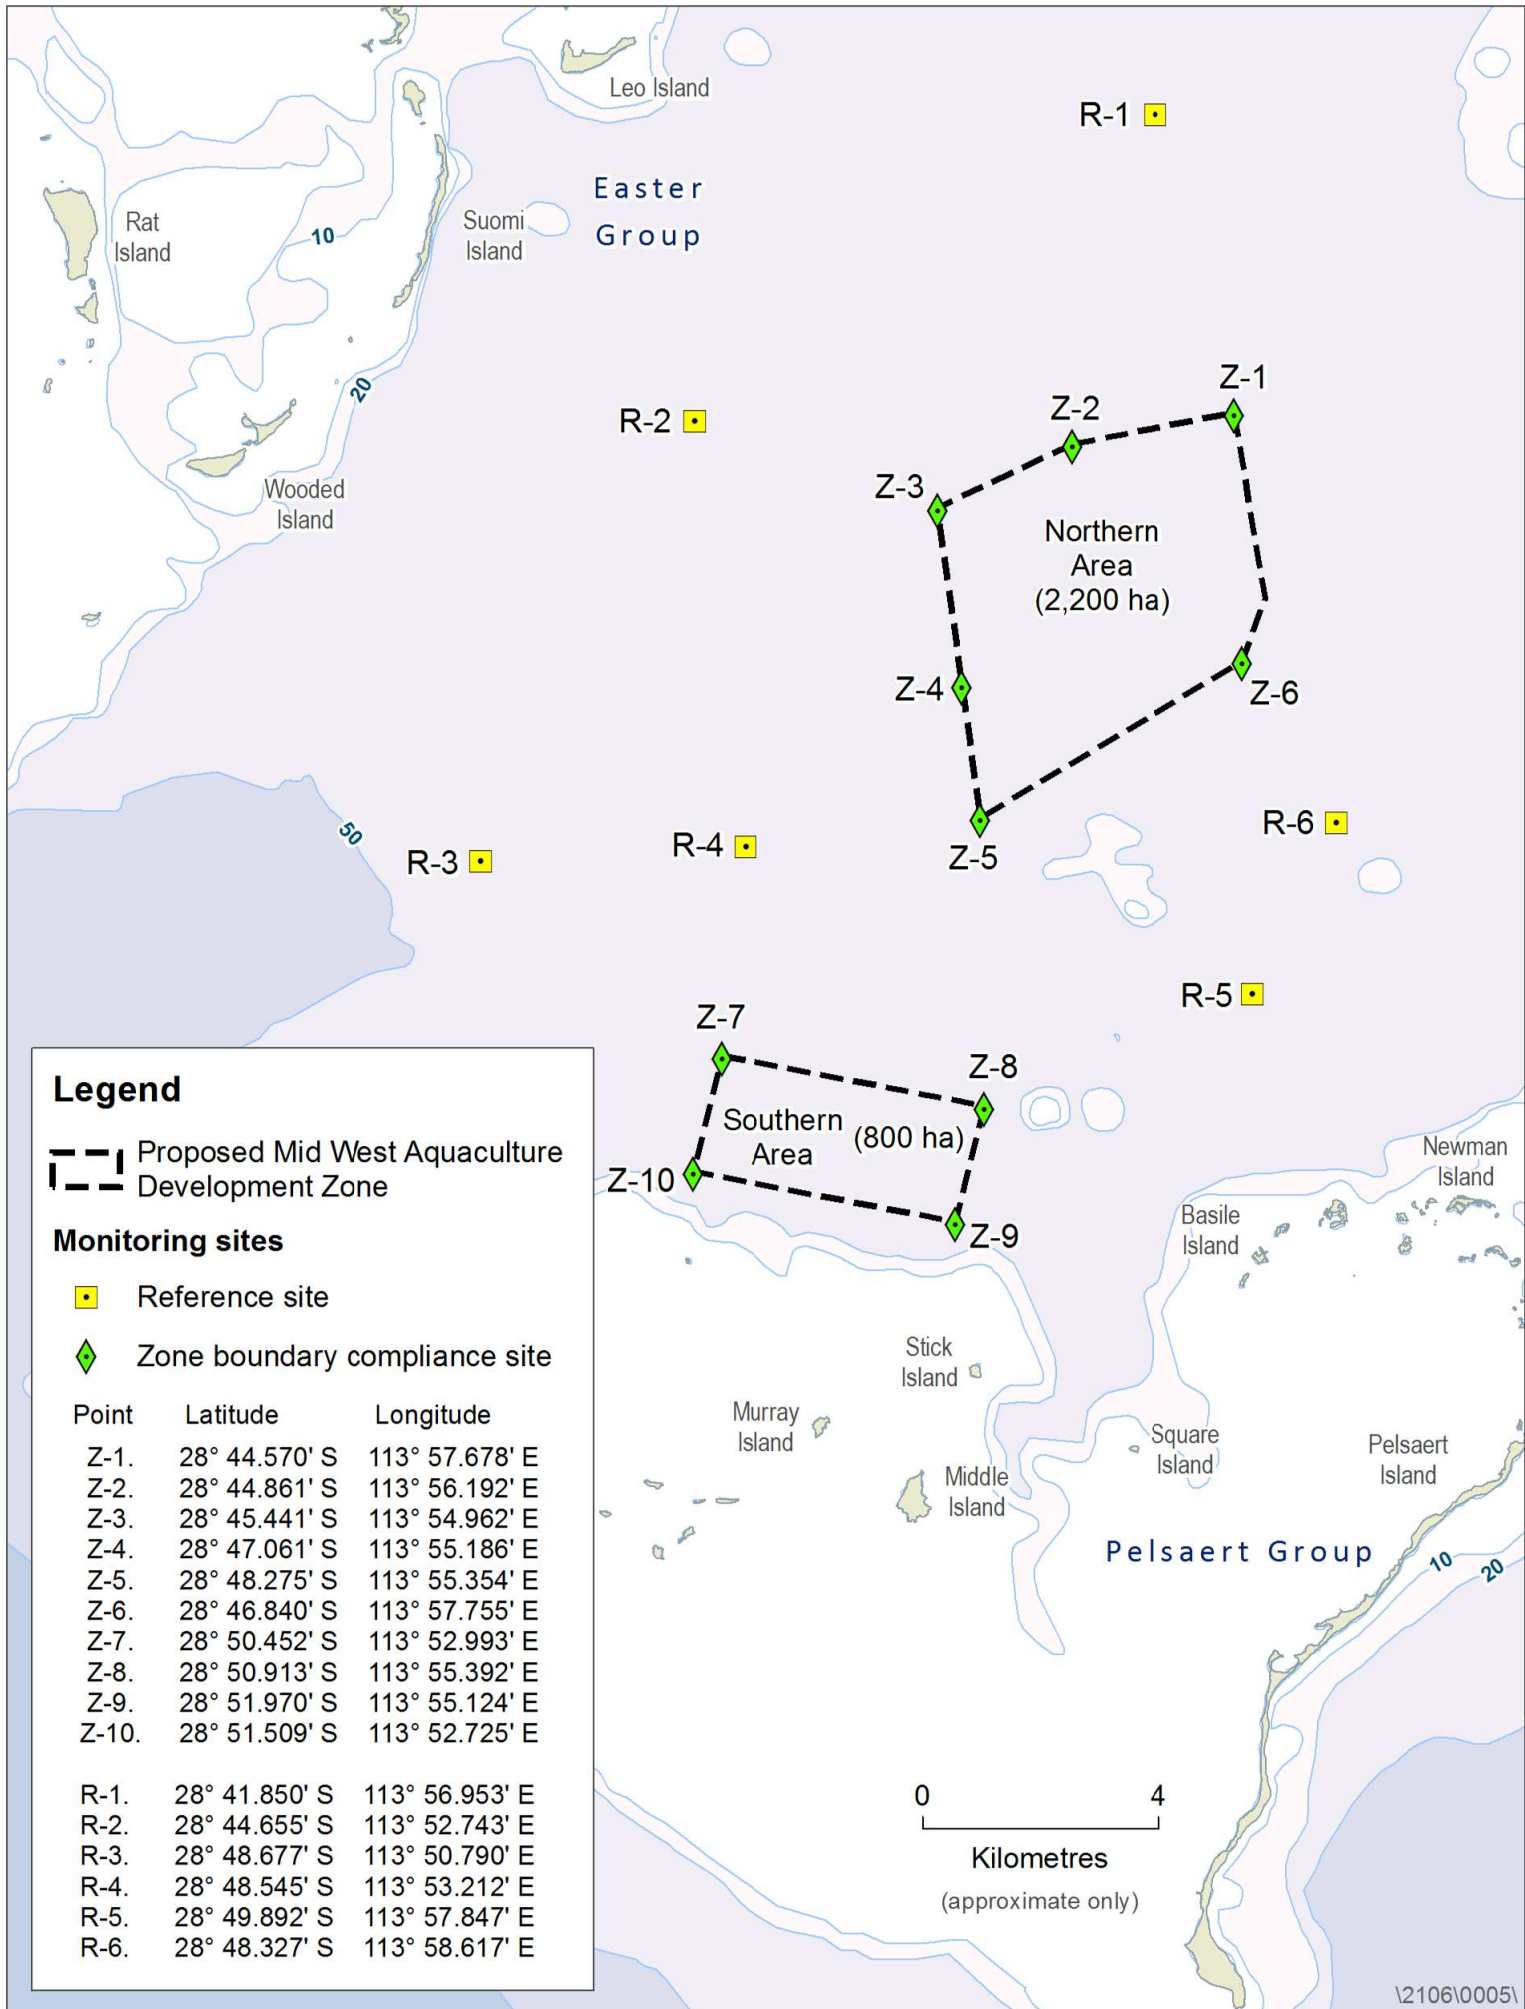 Leo Island
R-1
Easter
Group
Rat
Island
10
Suomi
Island
20
R-2
Z-1
Z-2
Z-3
Wooded
Island
Northern
Area
(2,200 ha)
Z-4
Z-6
Z-5
50
R-3
R-4
R-6
R-5
Z-7
Z-8
Southern
Area
(800 ha)
Z-10
Z-9
Newman
Island
Basile
Island
Stick
Island
Murray
Island
Middle
Island
Square
Island
Pelsaert
Island
Pelsaert Group
10
20
Legend
Proposed Mid West Aquaculture
Development Zone
Monitoring sites
Reference site
Zone boundary compliance site
Point Latitude Longitude
Z-1. 28° 44.570' S 113° 57.678' E
Z-2. 28° 44.861' S 113° 56.192' E
Z-3. 28° 45.441' S 113° 54.962' E
Z-4. 28° 47.061' S 113° 55.186' E
Z-5. 28° 48.275' S 113° 55.354' E
Z-6. 28° 46.840' S 113° 57.755' E
Z-7. 28° 50.452' S 113° 52.993' E
Z-8. 28° 50.913' S 113° 55.392' E
Z-9. 28° 51.970' S 113° 55.124' E
Z-10. 28° 51.509' S 113° 52.725' E
R-1. 28° 41.850' S 113° 56.953' E
R-2. 28° 44.655' S 113° 52.743' E
R-3. 28° 48.677' S 113° 50.790' E
R-4. 28° 48.545' S 113° 53.212' E
R-5. 28° 49.892' S 113° 57.847' E
R-6. 28° 48.327' S 113° 58.617' E
0 4
Kilometres
(approximate only)
\2106\0005\